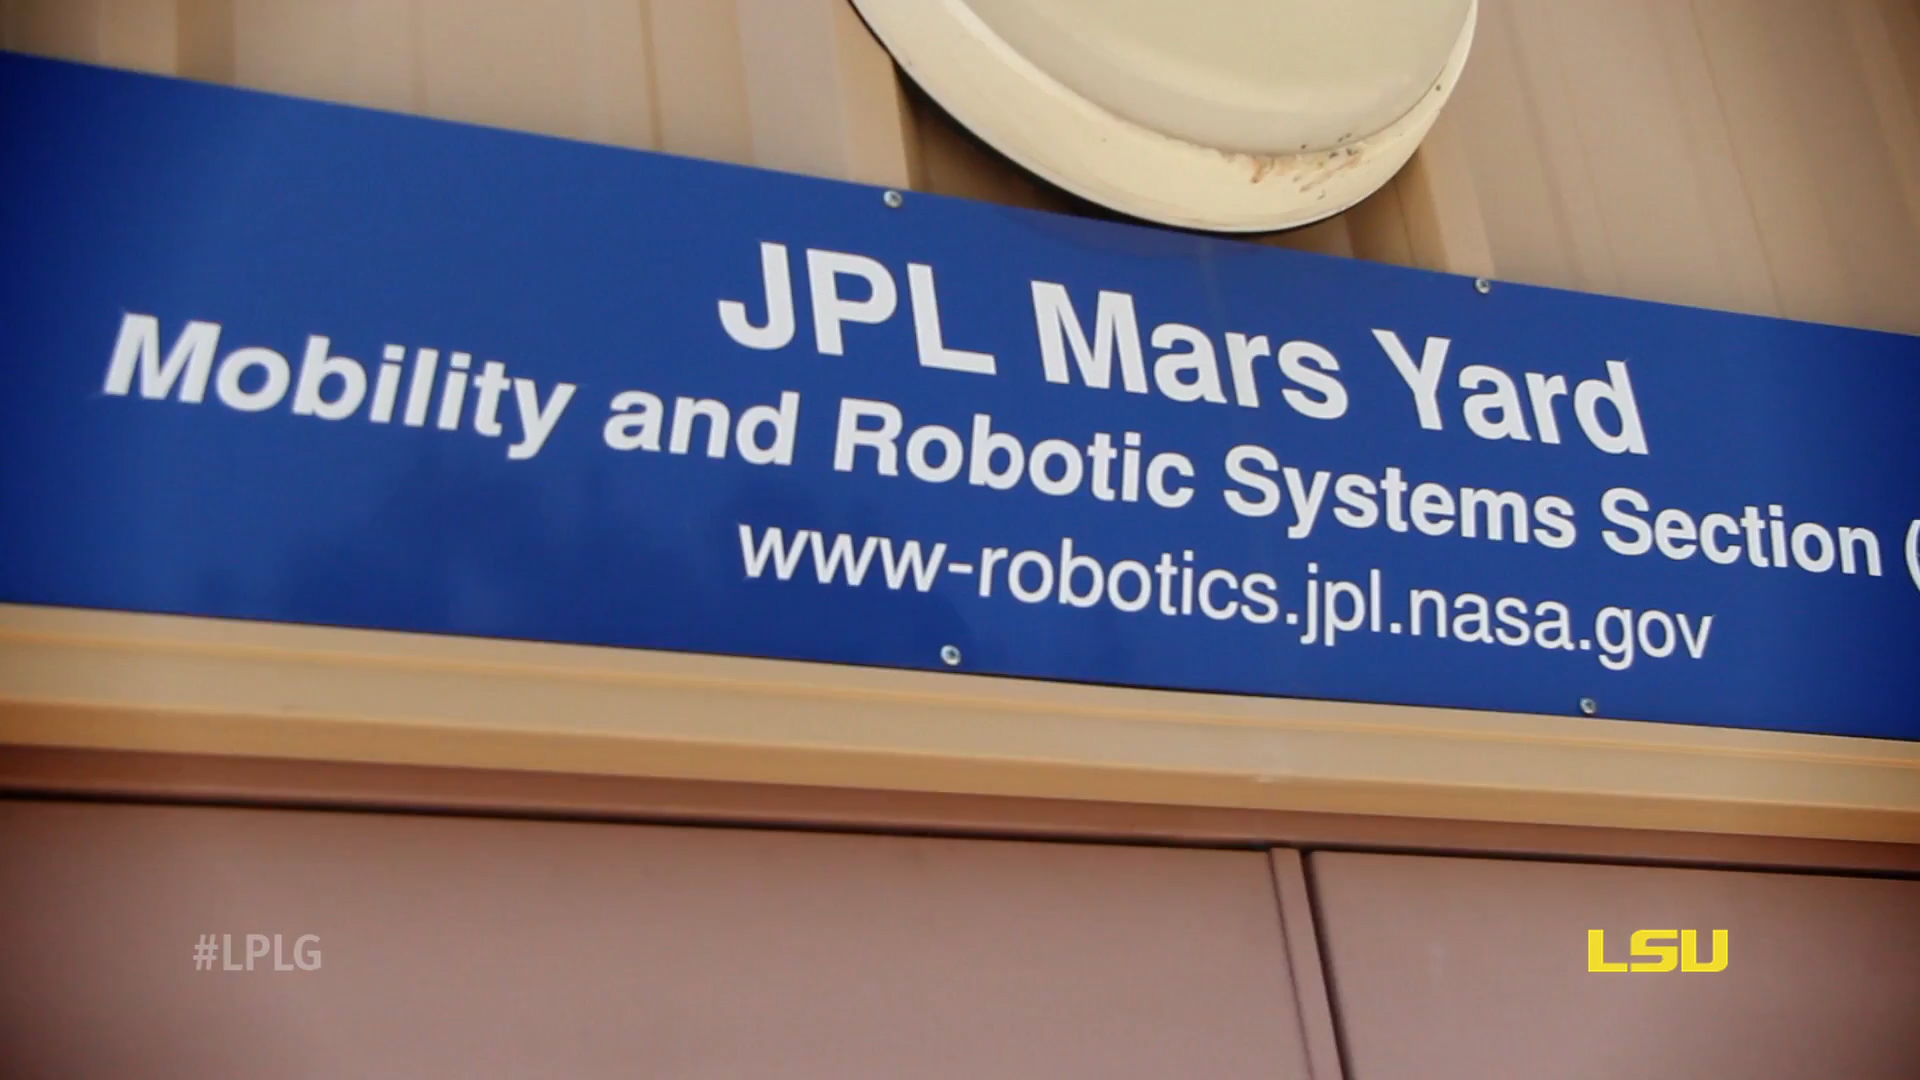 JPL Mars Yard
Mobility and Robotic Systems Section (
www-robotics.jpl.nasa.gov
#LPLG
LSU